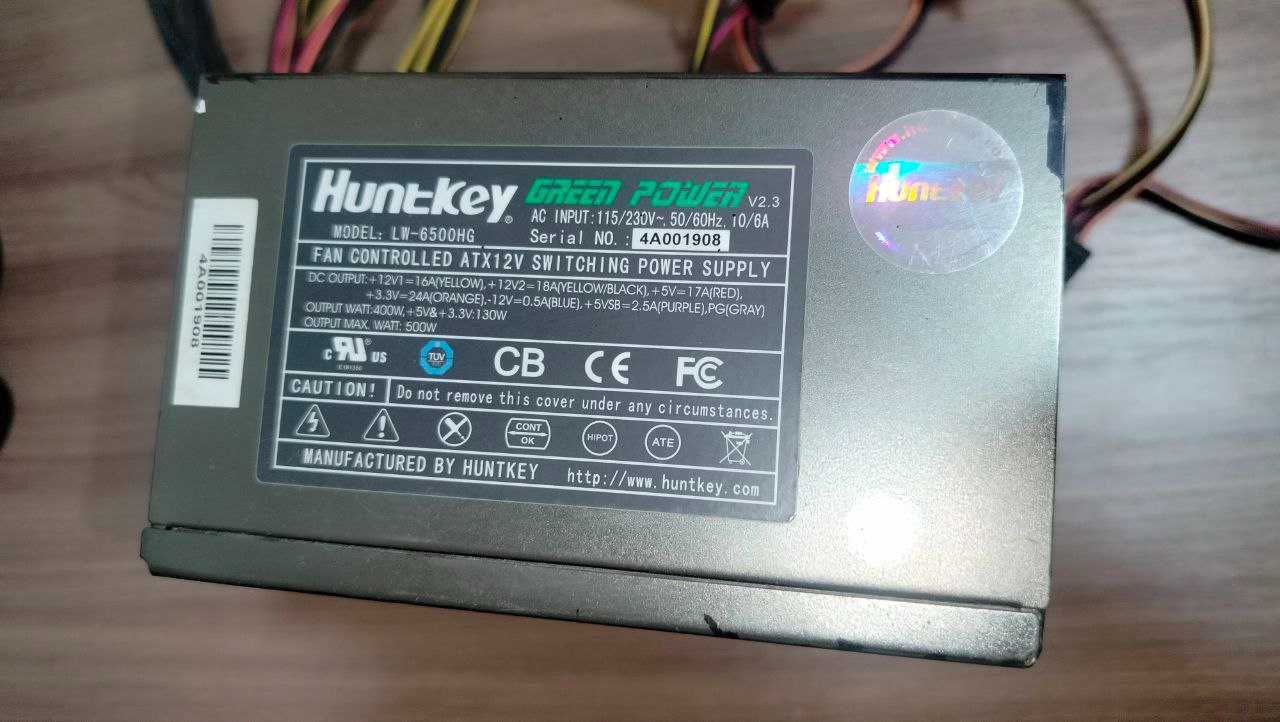 Huntkey® GREEN POWER V2.3
AC INPUT:115/230V~, 50/60Hz, 10/6A
MODEL: LW-6500HG
Serial NO.: 4A001908
FAN CONTROLLED ATX12V SWITCHING POWER SUPPLY
DC OUTPUT:+12V1=16A(YELLOW),+12V2=18A(YELLOW/BLACK),+5V=17A(RED),
+3.3V=24A(ORANGE),-12V=0.5A(BLUE),+5VSB=2.5A(PURPLE),PG(GRAY)
OUTPUT WATT:400W,+5V&+3.3V:130W
OUTPUT MAX. WATT: 500W
C RU® US
TUV
CB
CE
FC
CAUTION! Do not remove this cover under any circumstances.
CONT
OK
HIPOT
ATE
MANUFACTURED BY HUNTKEY http://www.huntkey.com
4A001908
Huntkey